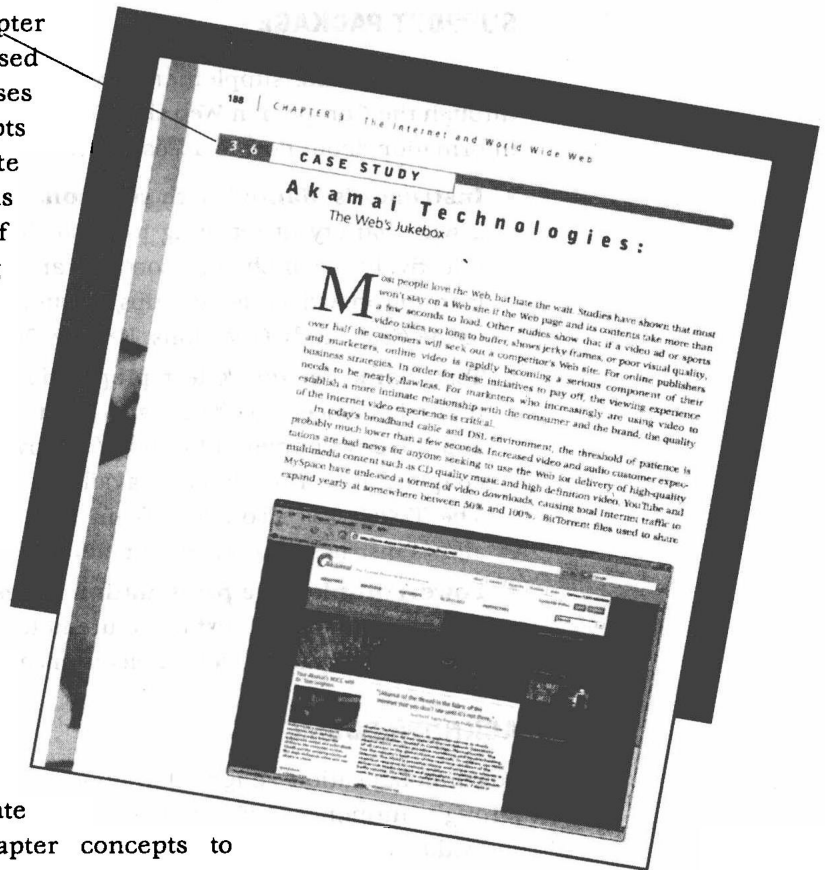 pter
sed
ses
pts
te
s
f
188 | CHAPTER 3 The Internet and World Wide Web
3.6 CASE STUDY
Akamai Technologies:
The Web's Jukebox
Most people love the Web, but hate the wait. Studies have shown that most
won't stay on a Web site if the Web page and its contents take more than
a few seconds to load. Other studies show that if a video ad or sports
video takes too long to buffer, shows jerky frames, or poor visual quality,
over half the customers will seek out a competitor's Web site. For online publishers
and marketers, online video is rapidly becoming a serious component of their
business strategies. In order for these initiatives to pay off, the viewing experience
needs to be nearly flawless. For marketers who increasingly are using video to
establish a more intimate relationship with the consumer and the brand, the quality
of the Internet video experience is critical.
In today's broadband cable and DSL environment, the threshold of patience is
probably much lower than a few seconds. Increased video and audio customer expec-
tations are bad news for anyone seeking to use the Web for delivery of high-quality
multimedia content such as CD quality music and high definition video. YouTube and
MySpace have unleased a torrent of video downloads, causing total Internet traffic to
expand yearly at somewhere between 50% and 100%. BitTorrent files used to share
Akamai
ate
apter concepts to